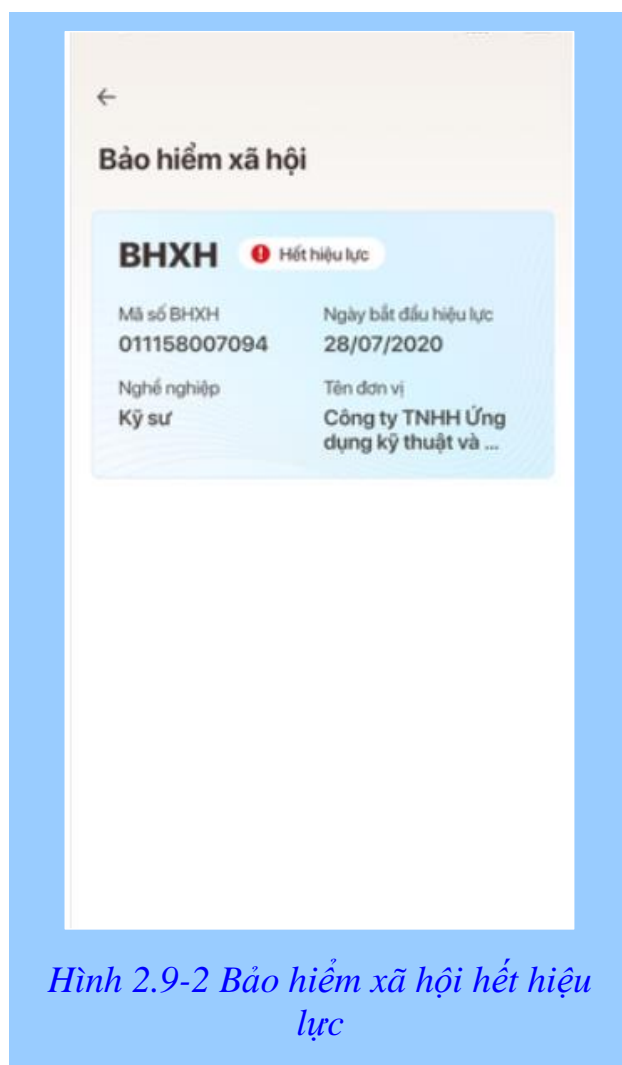 Bảo hiểm xã hội
BHXH Hết hiệu lực
Mã số BHXH Ngày bắt đầu hiệu lực
011158007094 28/07/2020
Nghề nghiệp Tên đơn vị
Kỹ sư Công ty TNHH Ứng
dụng kỹ thuật và ...
Hình 2.9-2 Bảo hiểm xã hội hết hiệu
lực